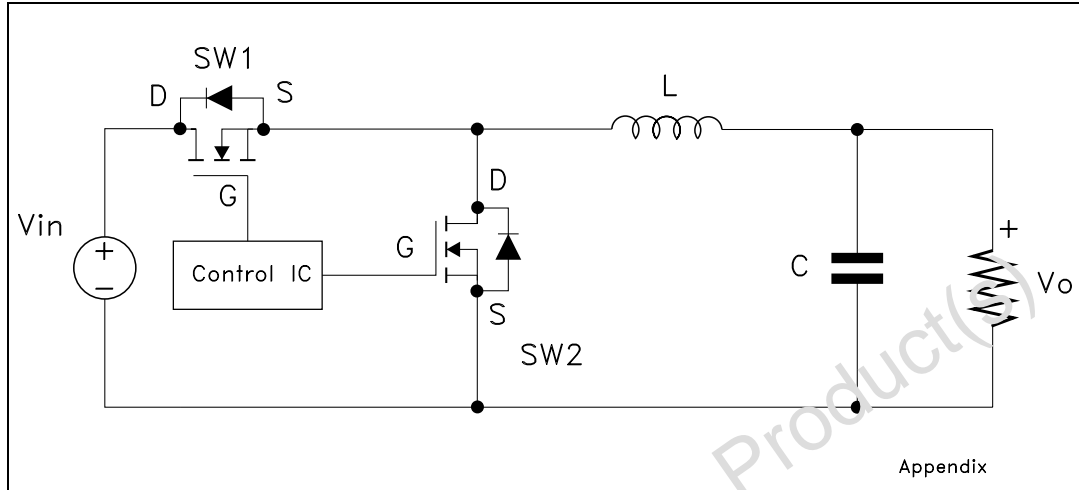 SW1
D
S
L
G
Vin
+
−
Control IC
D
G
S
SW2
C
+
Vo
Product(s)
Appendix